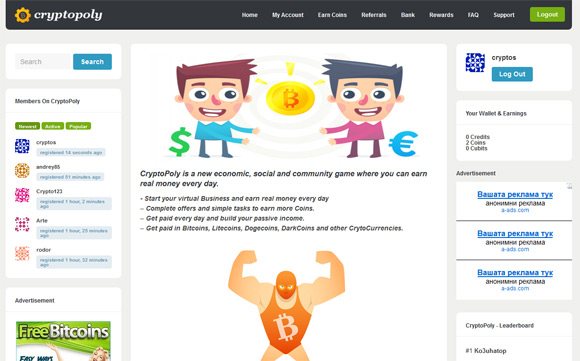 cryptopoly
Home My Account Earn Coins Referrals Bank Rewards FAQ Support Logout
Search Search
Members On CryptoPoly
Newest Active Popular
cryptos
registered 14 seconds ago
andrey85
registered 51 minutes ago
Crypto123
registered 1 hour, 2 minutes ago
Arte
registered 1 hour, 25 minutes ago
rodor
registered 1 hour, 32 minutes ago
Advertisement
FreeBitcoins
EASY WAYS
CryptoPoly is a new economic, social and community game where you can earn
real money every day.
- Start your virtual Business and earn real money every day
– Complete offers and simple tasks to earn more Coins.
– Get paid every day and build your passive income.
– Get paid in Bitcoins, Litecoins, Dogecoins, DarkCoins and other CrytoCurrencies.
cryptos
Log Out
Your Wallet & Earnings
0 Credits
2 Coins
0 Cubits
Advertisement
Вашата реклама тук
анонимни реклама
a-ads.com
Вашата реклама тук
анонимни реклама
a-ads.com
Вашата реклама тук
анонимни реклама
a-ads.com
CryptoPoly - Leaderboard
#1 Ko3uhatop